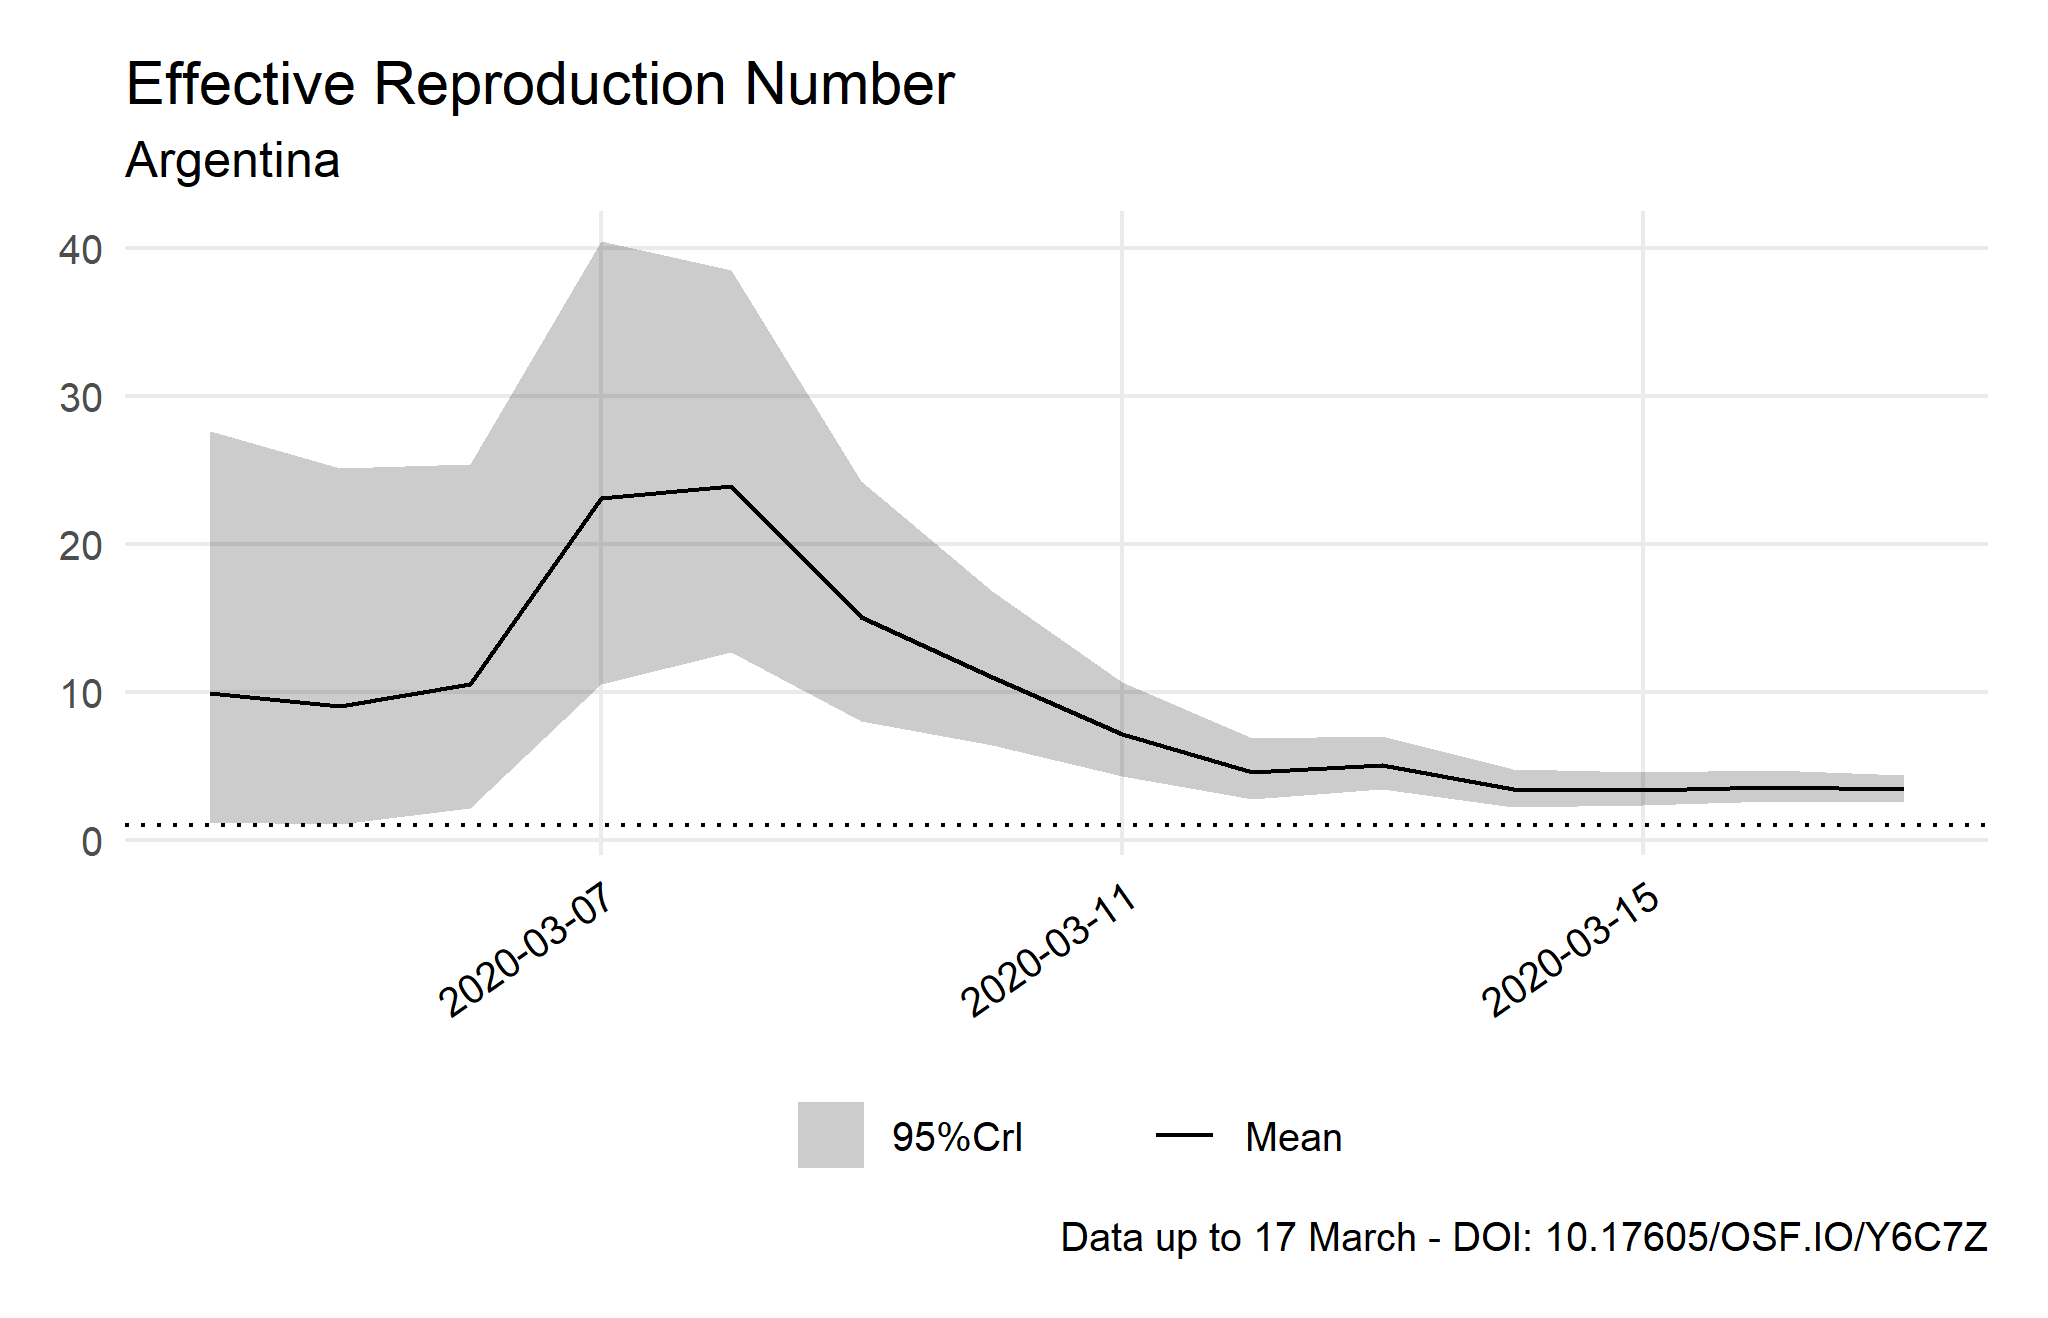 Effective Reproduction Number
Argentina
40
30
20
10
0
2020-03-07
2020-03-11
2020-03-15
95%CrI
Mean
Data up to 17 March - DOI: 10.17605/OSF.IO/Y6C7Z